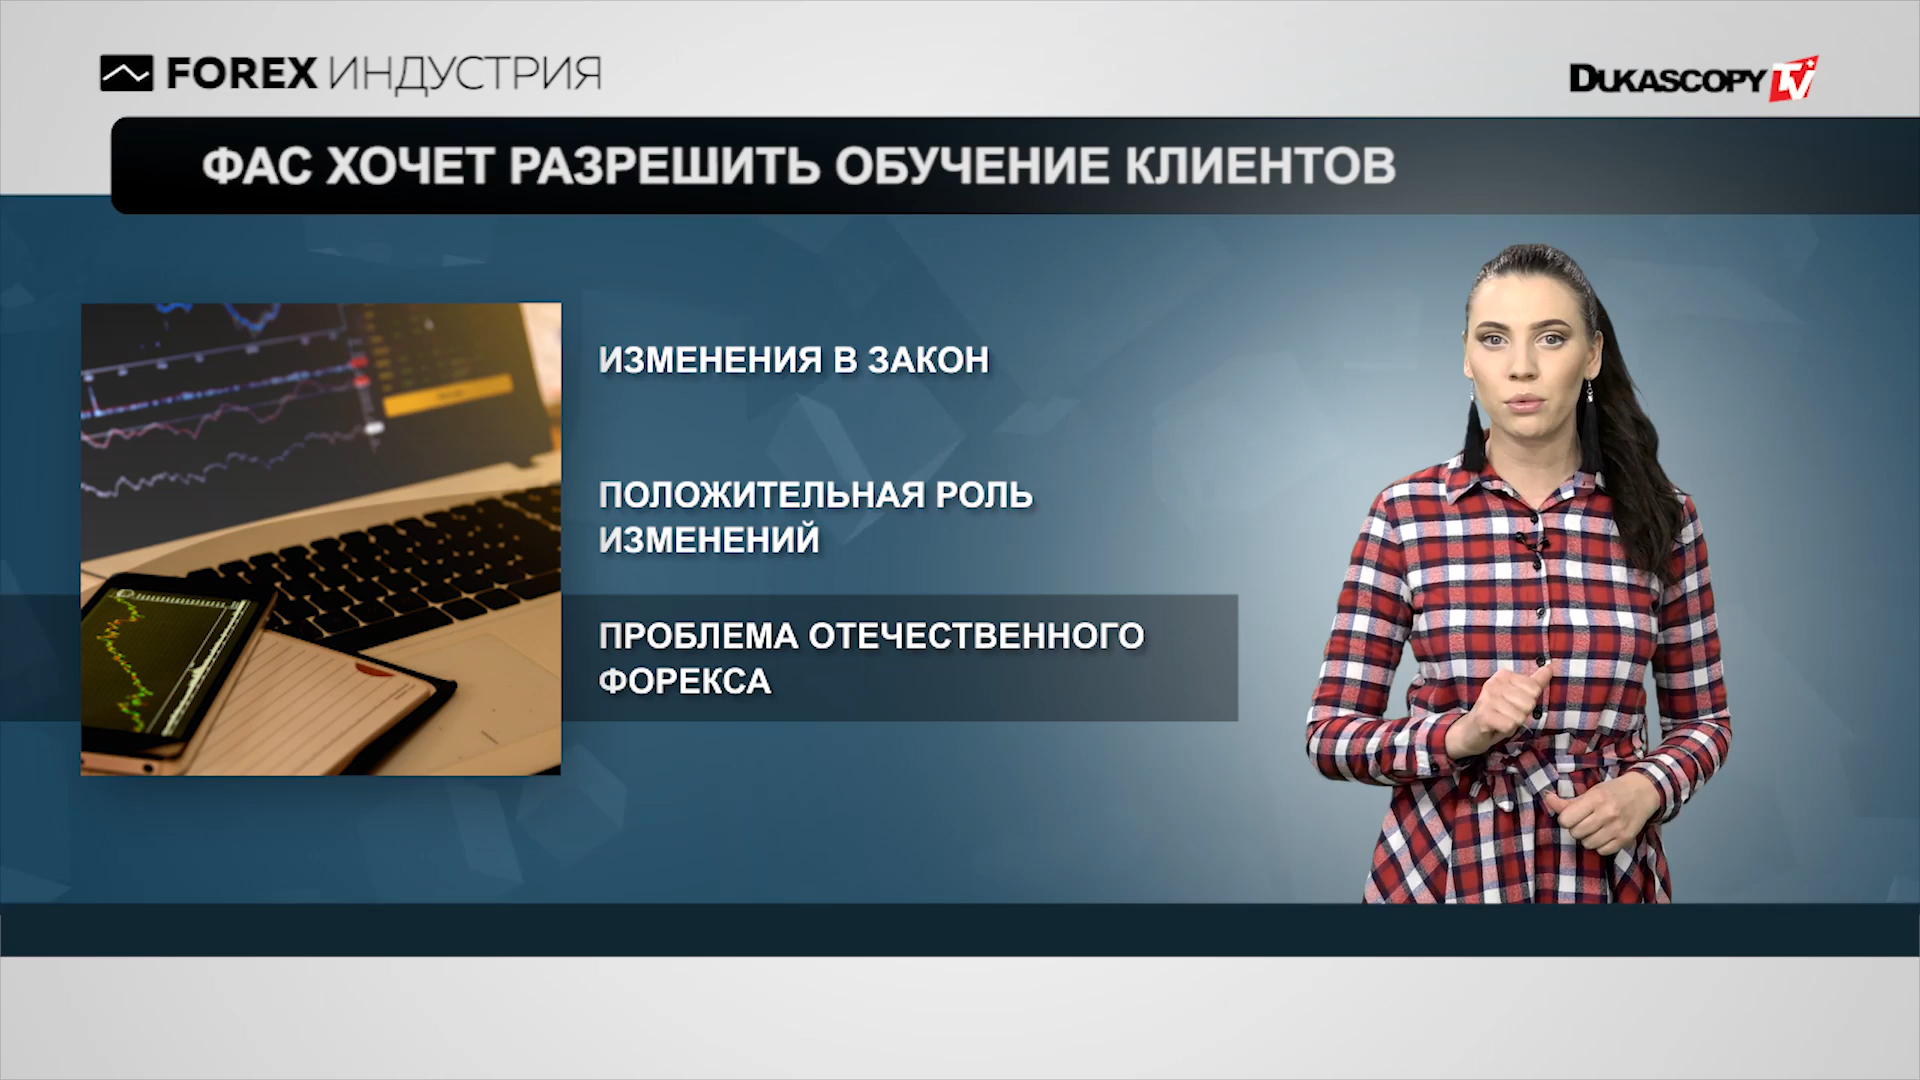 FOREX ИНДУСТРИЯ
DUKASCOPY TV
ФАС ХОЧЕТ РАЗРЕШИТЬ ОБУЧЕНИЕ КЛИЕНТОВ
ИЗМЕНЕНИЯ В ЗАКОН
ПОЛОЖИТЕЛЬНАЯ РОЛЬ
ИЗМЕНЕНИЙ
ПРОБЛЕМА ОТЕЧЕСТВЕННОГО
ФОРЕКСА